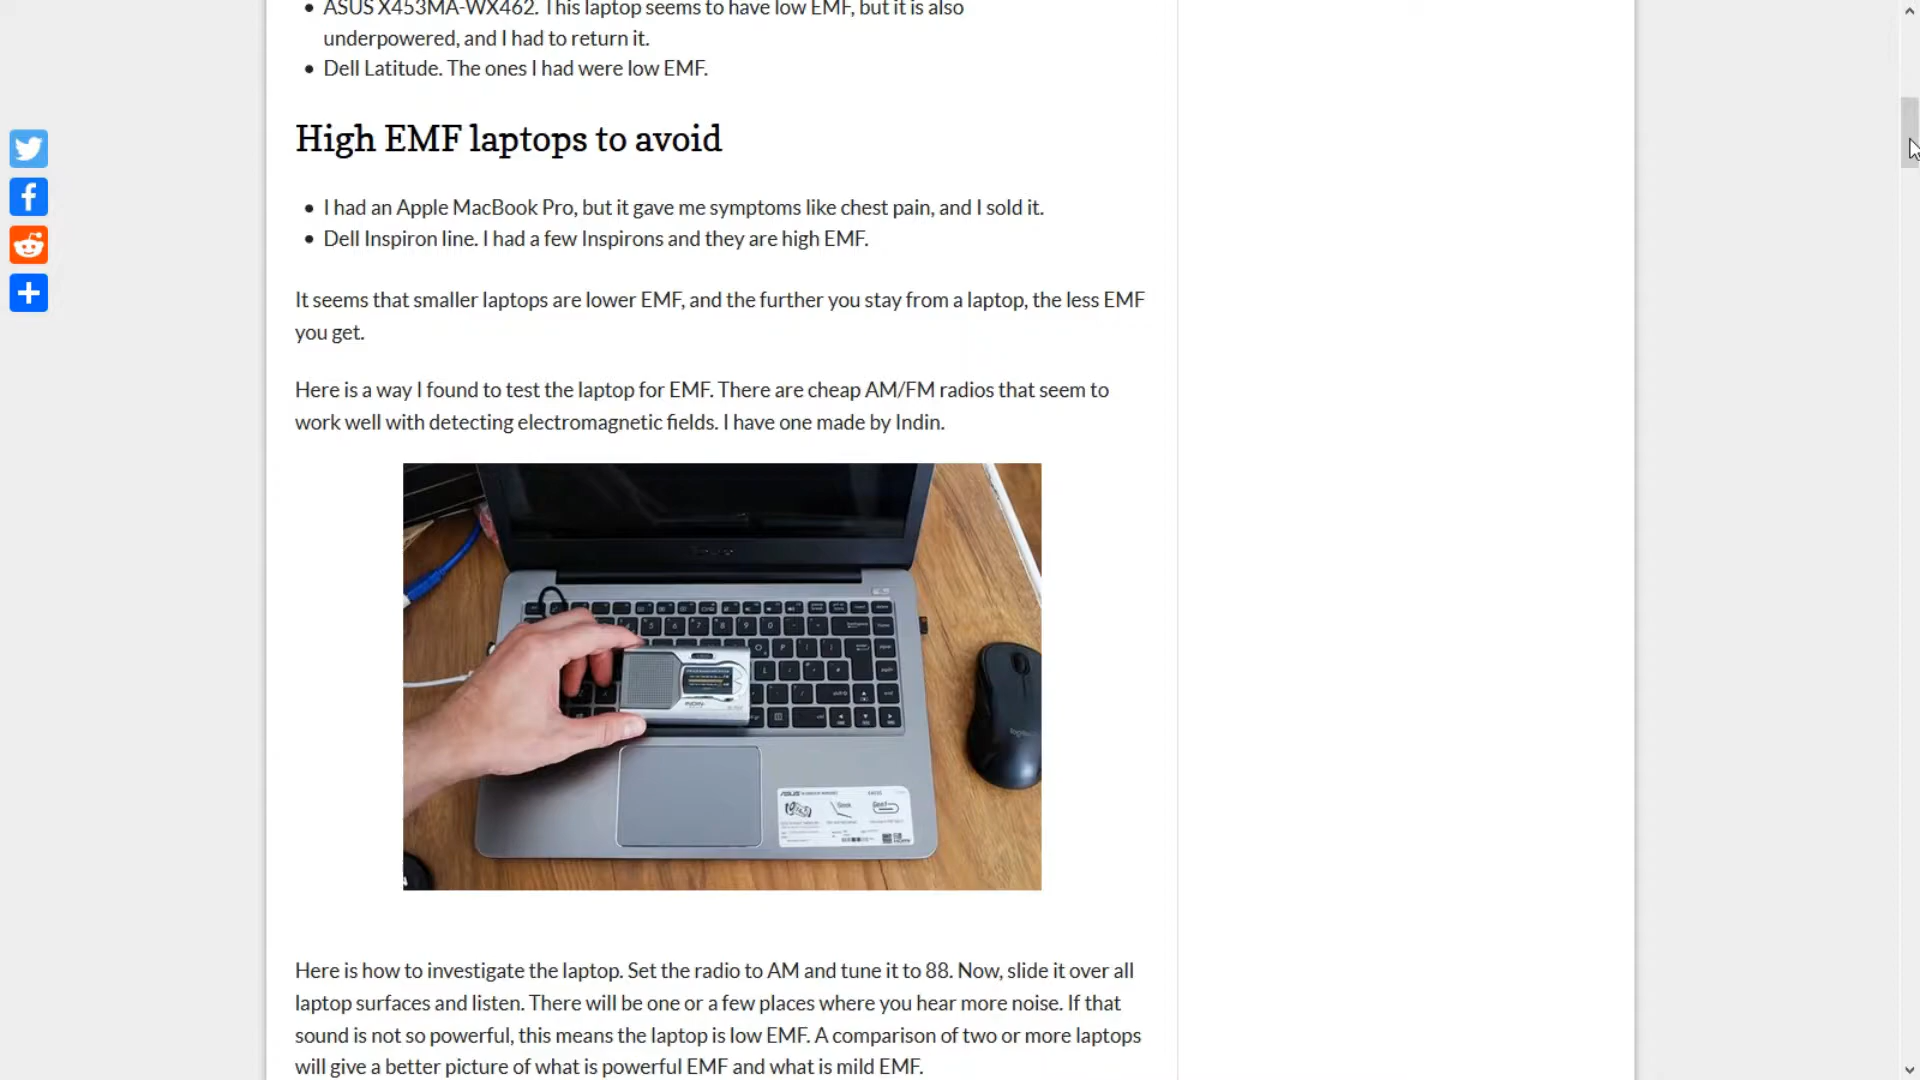 ASUS X453MA-WX462. This laptop seems to have low EMF, but it is also
underpowered, and I had to return it.
Dell Latitude. The ones I had were low EMF.
High EMF laptops to avoid
I had an Apple MacBook Pro, but it gave me symptoms like chest pain, and I sold it.
Dell Inspiron line. I had a few Inspirons and they are high EMF.
It seems that smaller laptops are lower EMF, and the further you stay from a laptop, the less EMF
you get.
Here is a way I found to test the laptop for EMF. There are cheap AM/FM radios that seem to
work well with detecting electromagnetic fields. I have one made by Indin.
INDIN
ASUS
Here is how to investigate the laptop. Set the radio to AM and tune it to 88. Now, slide it over all
laptop surfaces and listen. There will be one or a few places where you hear more noise. If that
sound is not so powerful, this means the laptop is low EMF. A comparison of two or more laptops
will give a better picture of what is powerful EMF and what is mild EMF.